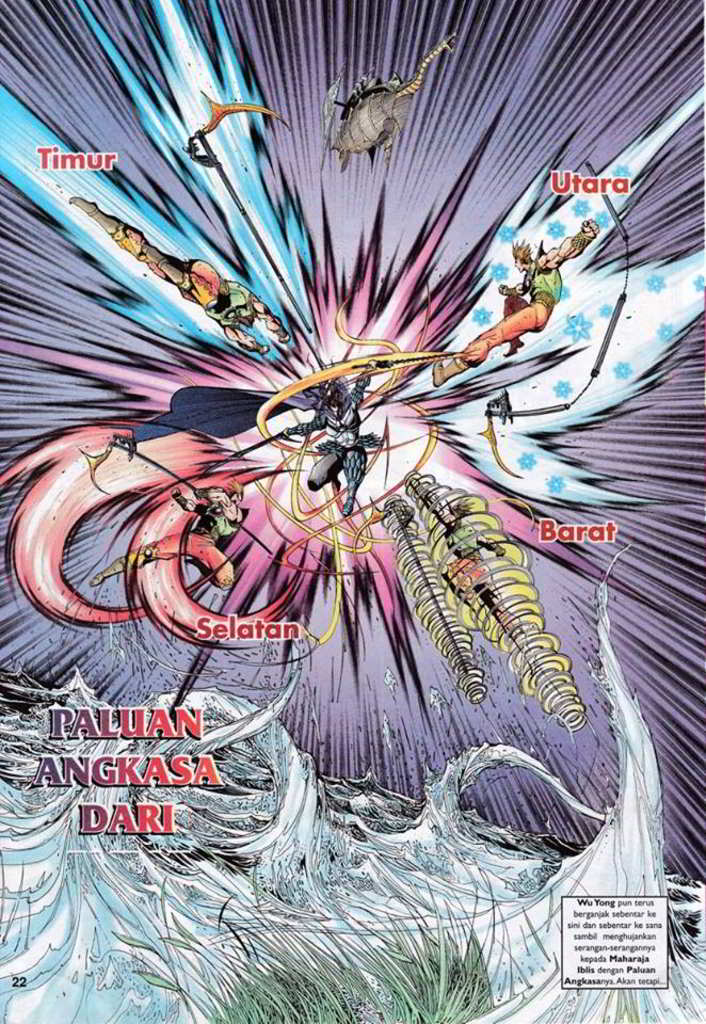 Timur
Utara
Barat
Selatan
PALUAN
ANGKASA
DARI
Wu Yong pun terus
berganjak sebentar ke
sini dan sebentar ke sana
sambil menghujankan
serangan-serangannya
kepada Maharaja
Iblis dengan Paluan
Angkasanya. Akan tetapi...
22